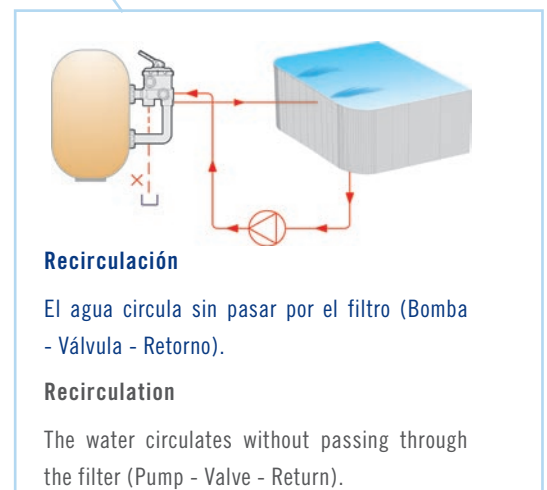 Recirculación
El agua circula sin pasar por el filtro (Bomba
- Válvula - Retorno).
Recirculation
The water circulates without passing through
the filter (Pump - Valve - Return).